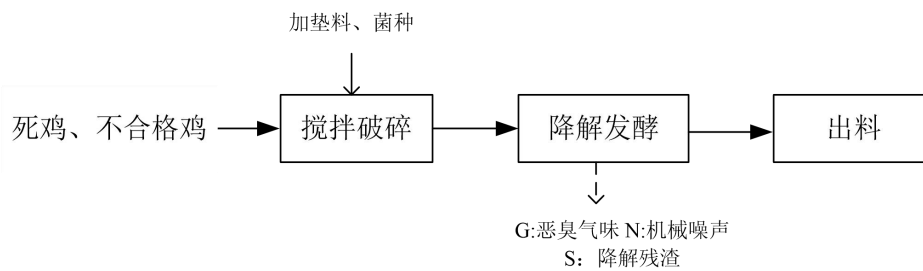 加垫料、菌种
死鸡、不合格鸡
搅拌破碎
降解发酵
出料
G:恶臭气味 N:机械噪声
S：降解残渣